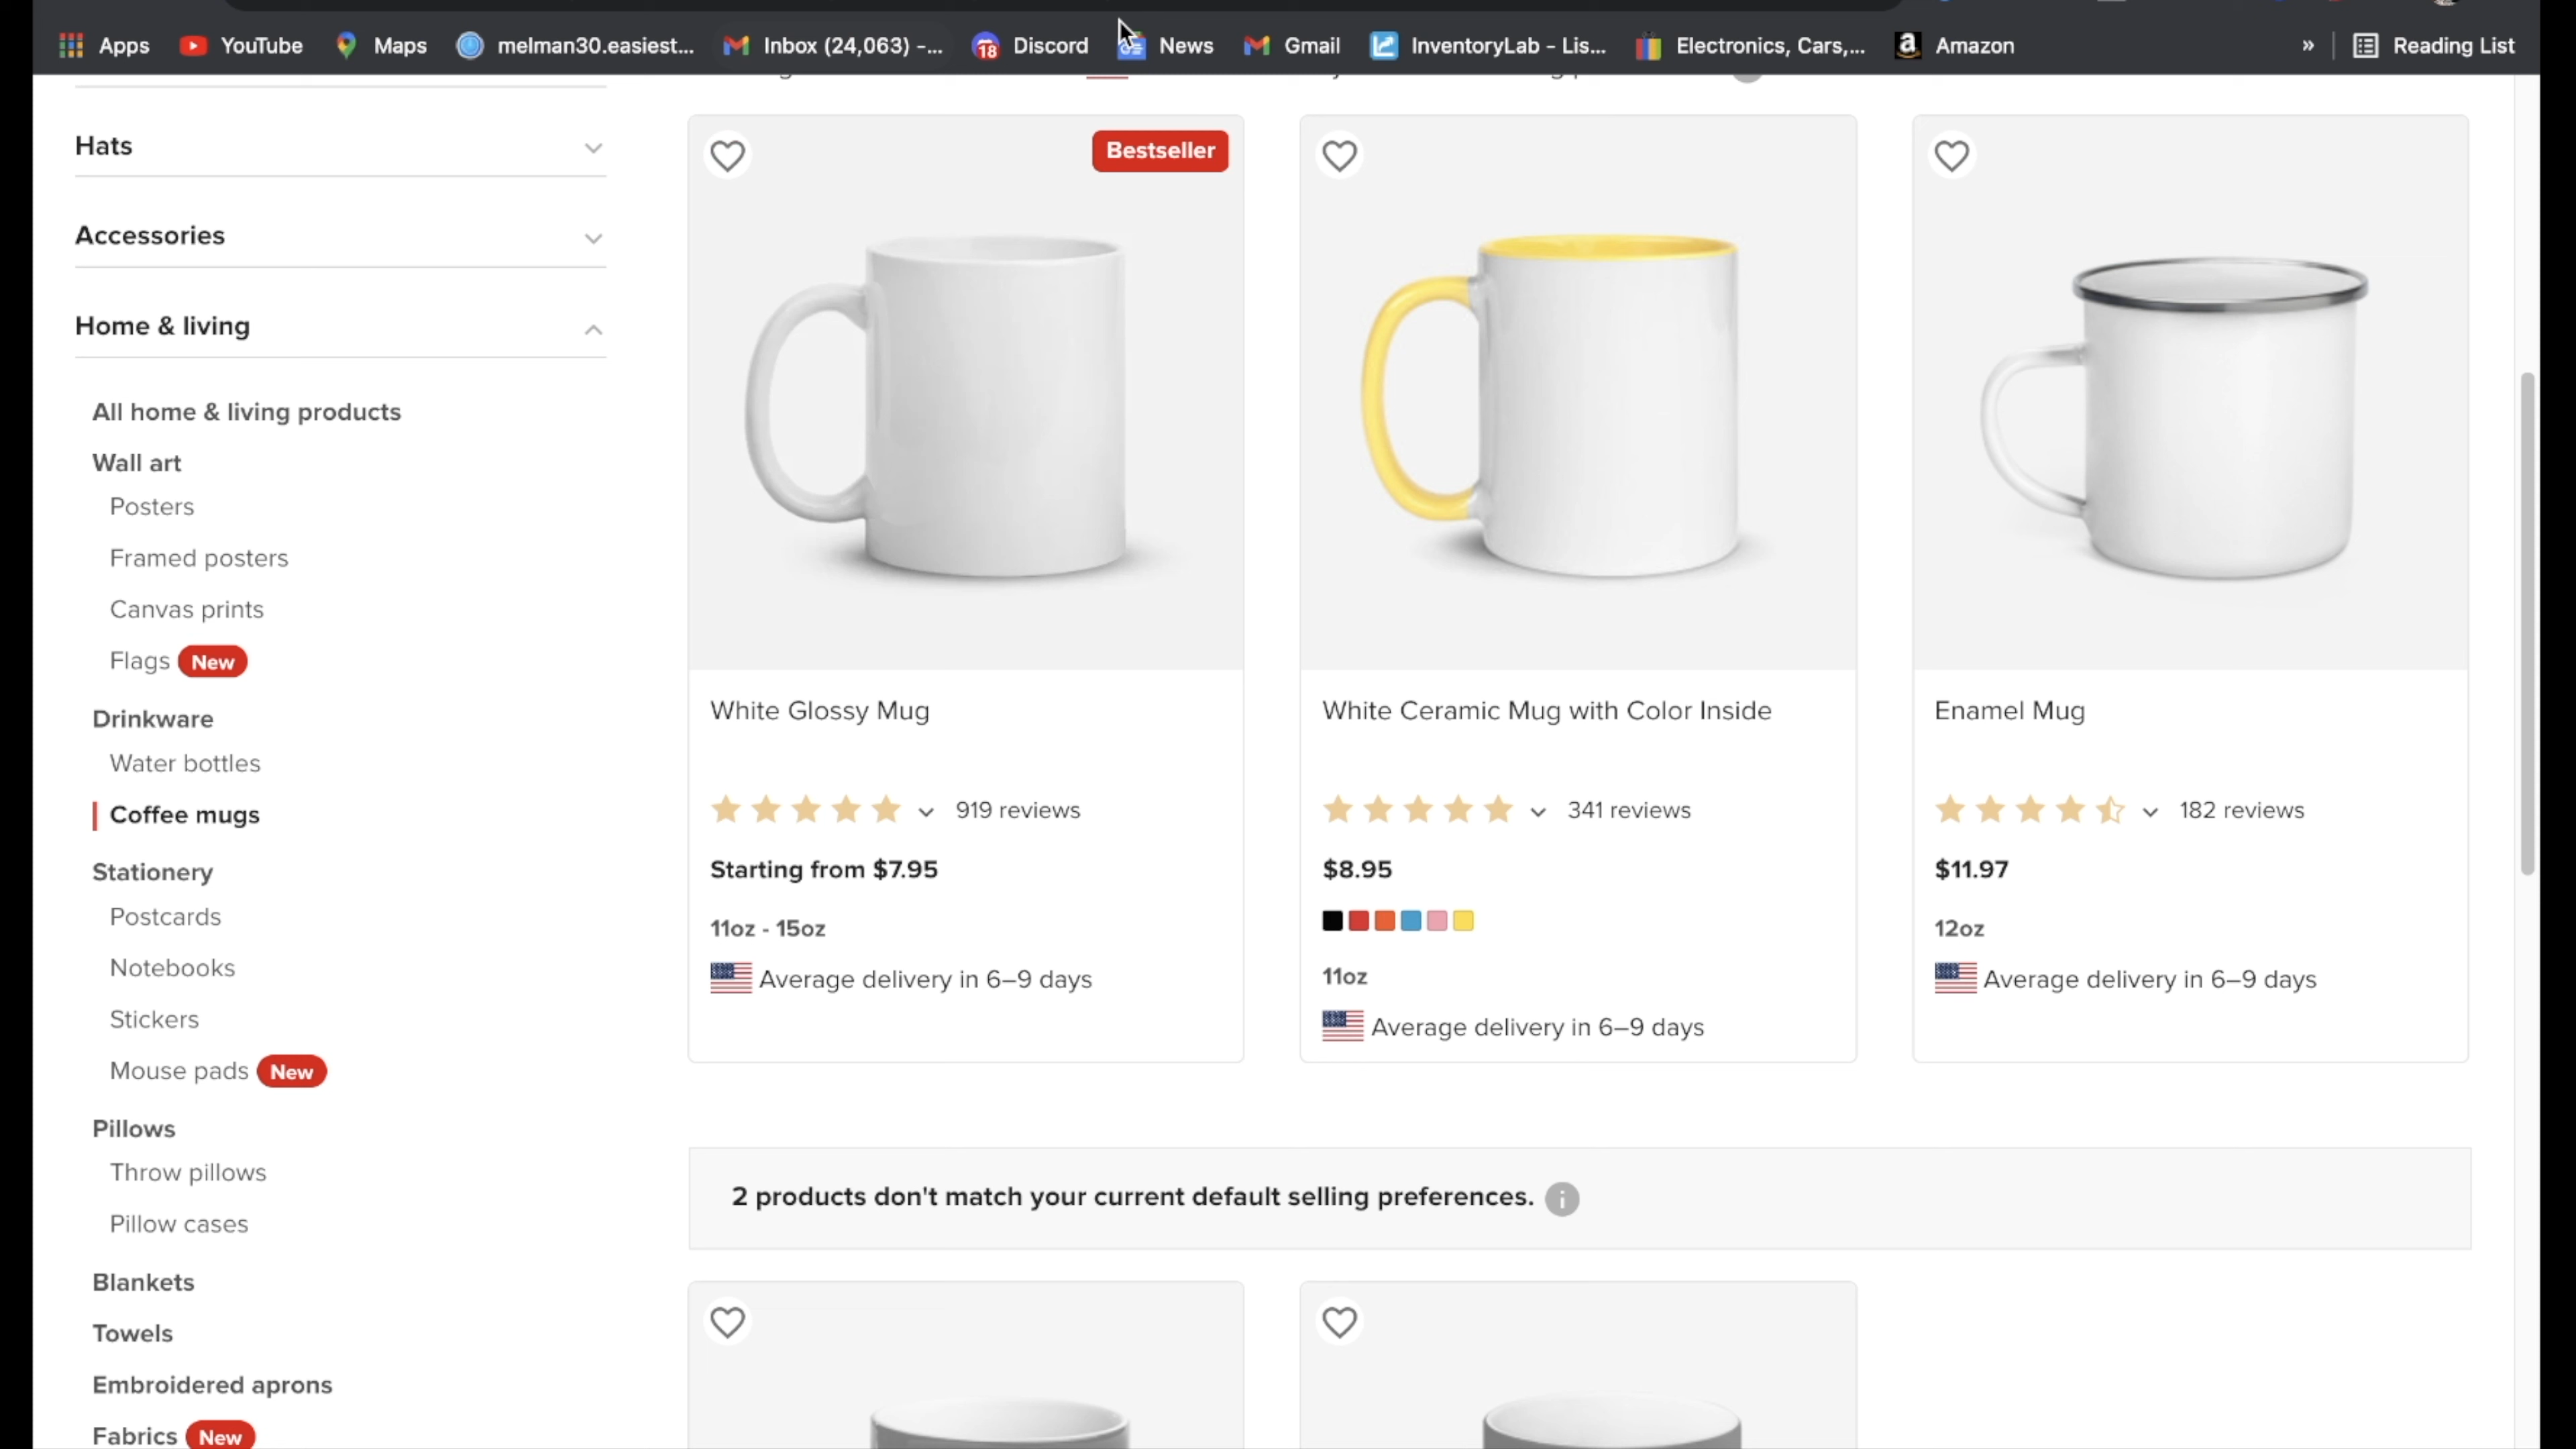 Apps
YouTube
Maps
melman30.easiest...
Inbox (24,063) -...
18
Discord
News
Gmail
InventoryLab - Lis...
Electronics, Cars,...
Amazon
»
Reading List
Hats
Accessories
Home & living
All home & living products
Wall art
Posters
Framed posters
Canvas prints
Flags New
Drinkware
Water bottles
Coffee mugs
Stationery
Postcards
Notebooks
Stickers
Mouse pads New
Pillows
Throw pillows
Pillow cases
Blankets
Towels
Embroidered aprons
Fabrics New
Bestseller
White Glossy Mug
919 reviews
Starting from $7.95
11oz - 15oz
Average delivery in 6–9 days
White Ceramic Mug with Color Inside
341 reviews
$8.95
11oz
Average delivery in 6–9 days
Enamel Mug
182 reviews
$11.97
12oz
Average delivery in 6–9 days
2 products don't match your current default selling preferences. i